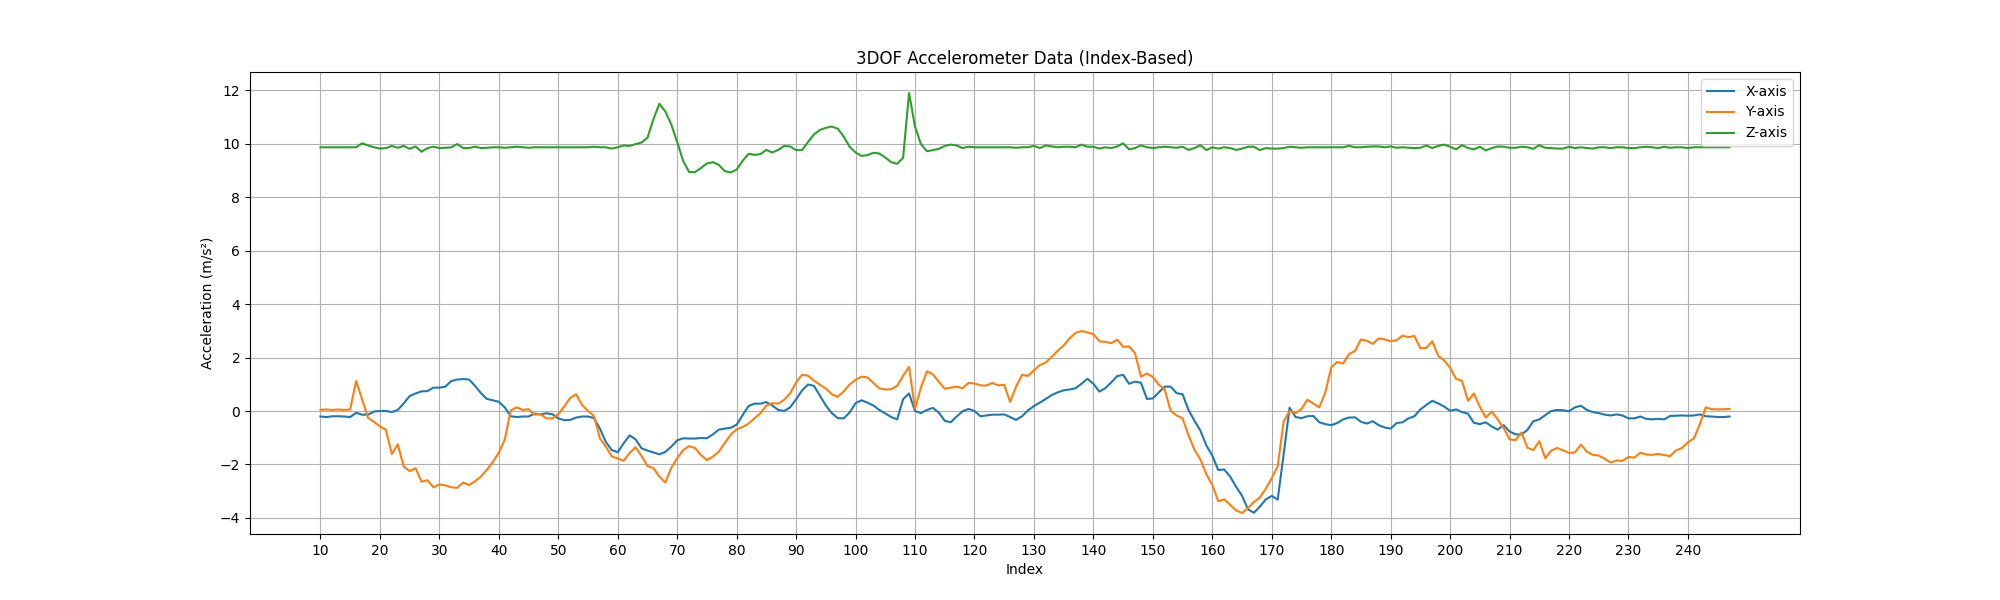 3DOF Accelerometer Data (Index-Based)
X-axis
Y-axis
Z-axis
Acceleration (m/s²)
12
10
8
6
4
2
0
−2
−4
10 20 30 40 50 60 70 80 90 100 110 120 130 140 150 160 170 180 190 200 210 220 230 240
Index